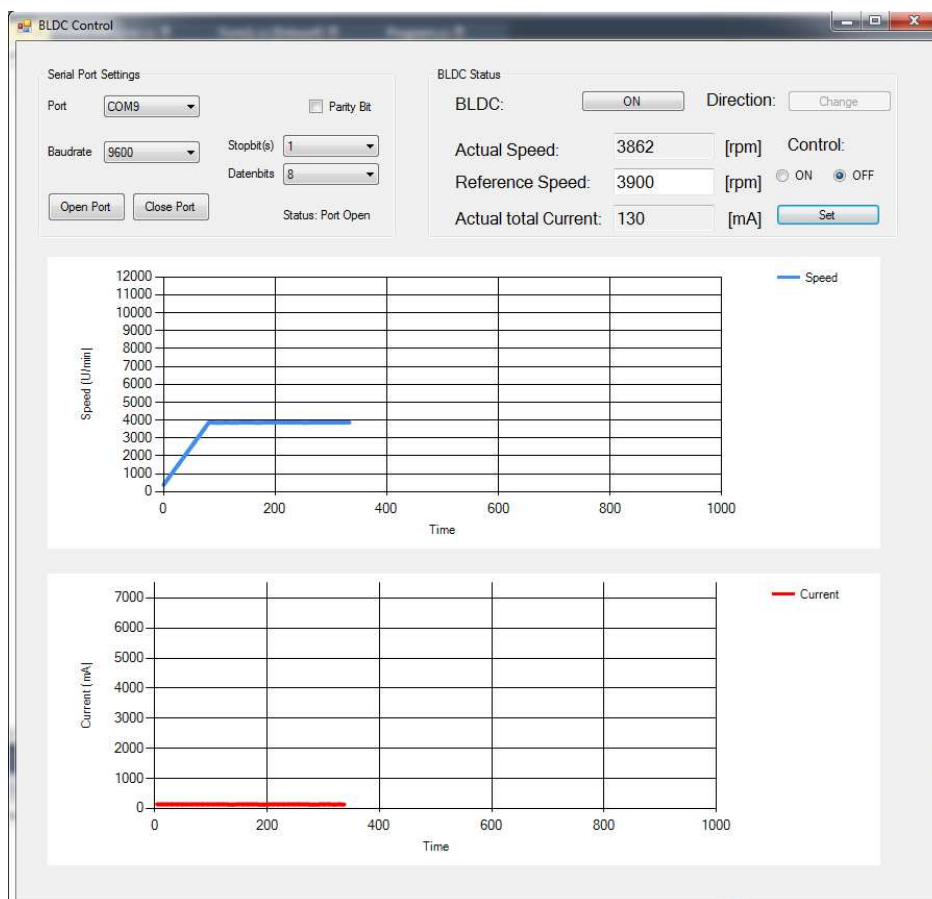 BLDC Control
Serial Port Settings
Port COM9 Parity Bit
Baudrate 9600 Stopbit(s) 1
Datenbits 8
Open Port Close Port Status: Port Open
BLDC Status
BLDC: ON Direction: Change
Actual Speed: 3862 [rpm] Control:
Reference Speed: 3900 [rpm] ON OFF
Actual total Current: 130 [mA] Set
12000
11000
10000
9000
8000
7000
6000
5000
4000
3000
2000
1000
0
Speed [U/min]
0 200 400 600 800 1000
Time
Speed
7000
6000
5000
4000
3000
2000
1000
0
Current [mA]
0 200 400 600 800 1000
Time
Current